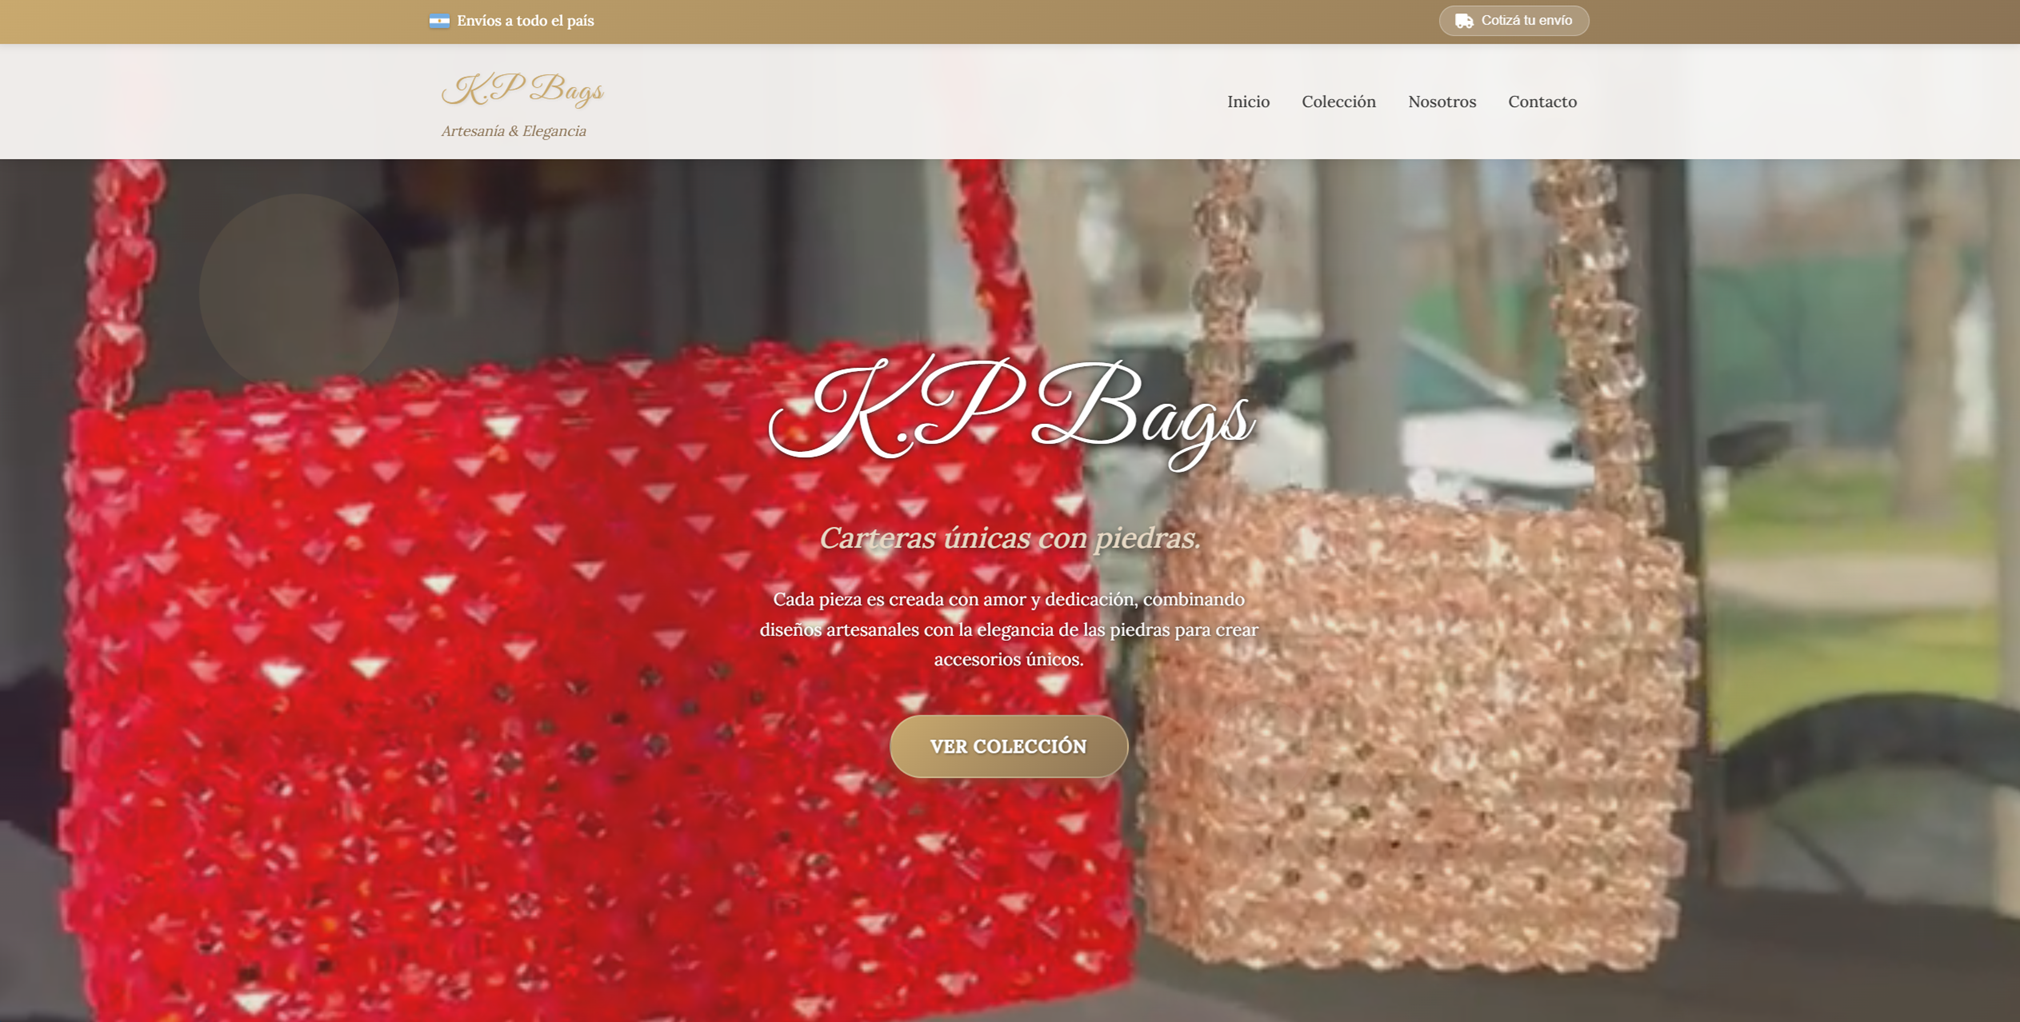 Envíos a todo el país
Cotizá tu envío
K.P Bags
Artesanía & Elegancia
Inicio
Colección
Nosotros
Contacto
K.P Bags
Carteras únicas con piedras.
Cada pieza es creada con amor y dedicación, combinando
diseños artesanales con la elegancia de las piedras para crear
accesorios únicos.
VER COLECCIÓN